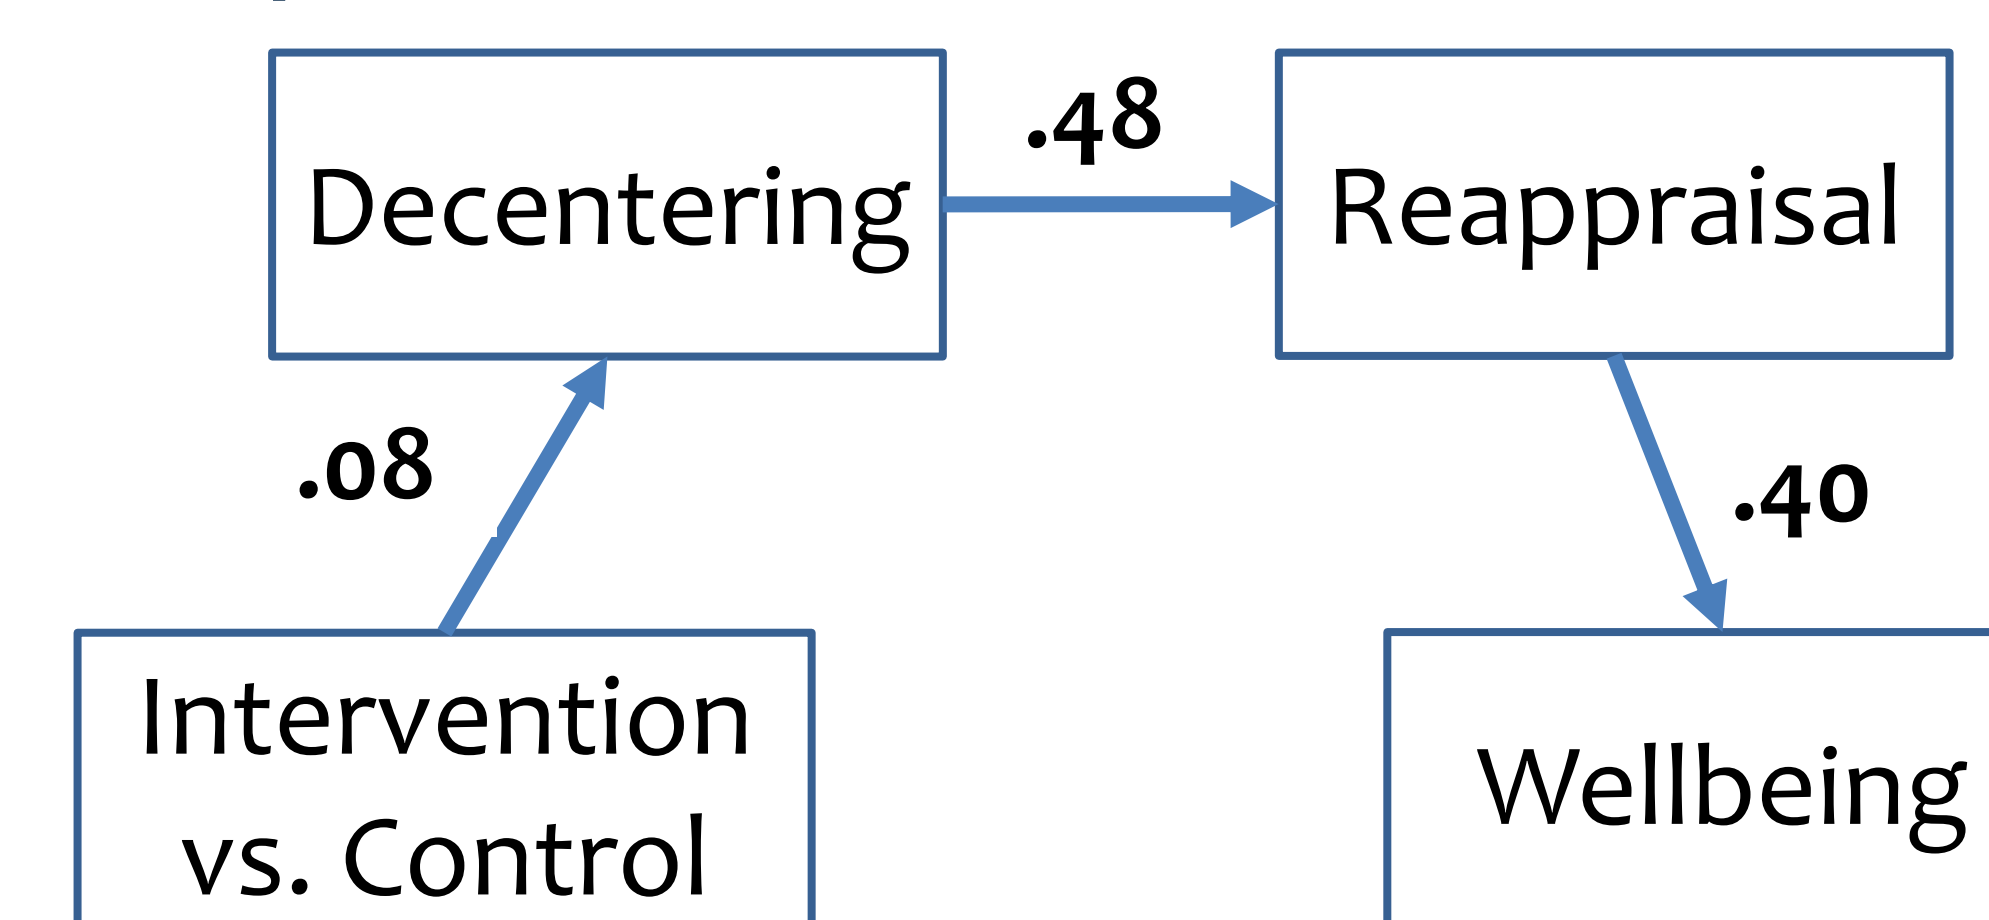 Decentering
.48
Reappraisal
.08
.40
Intervention
vs. Control
Wellbeing